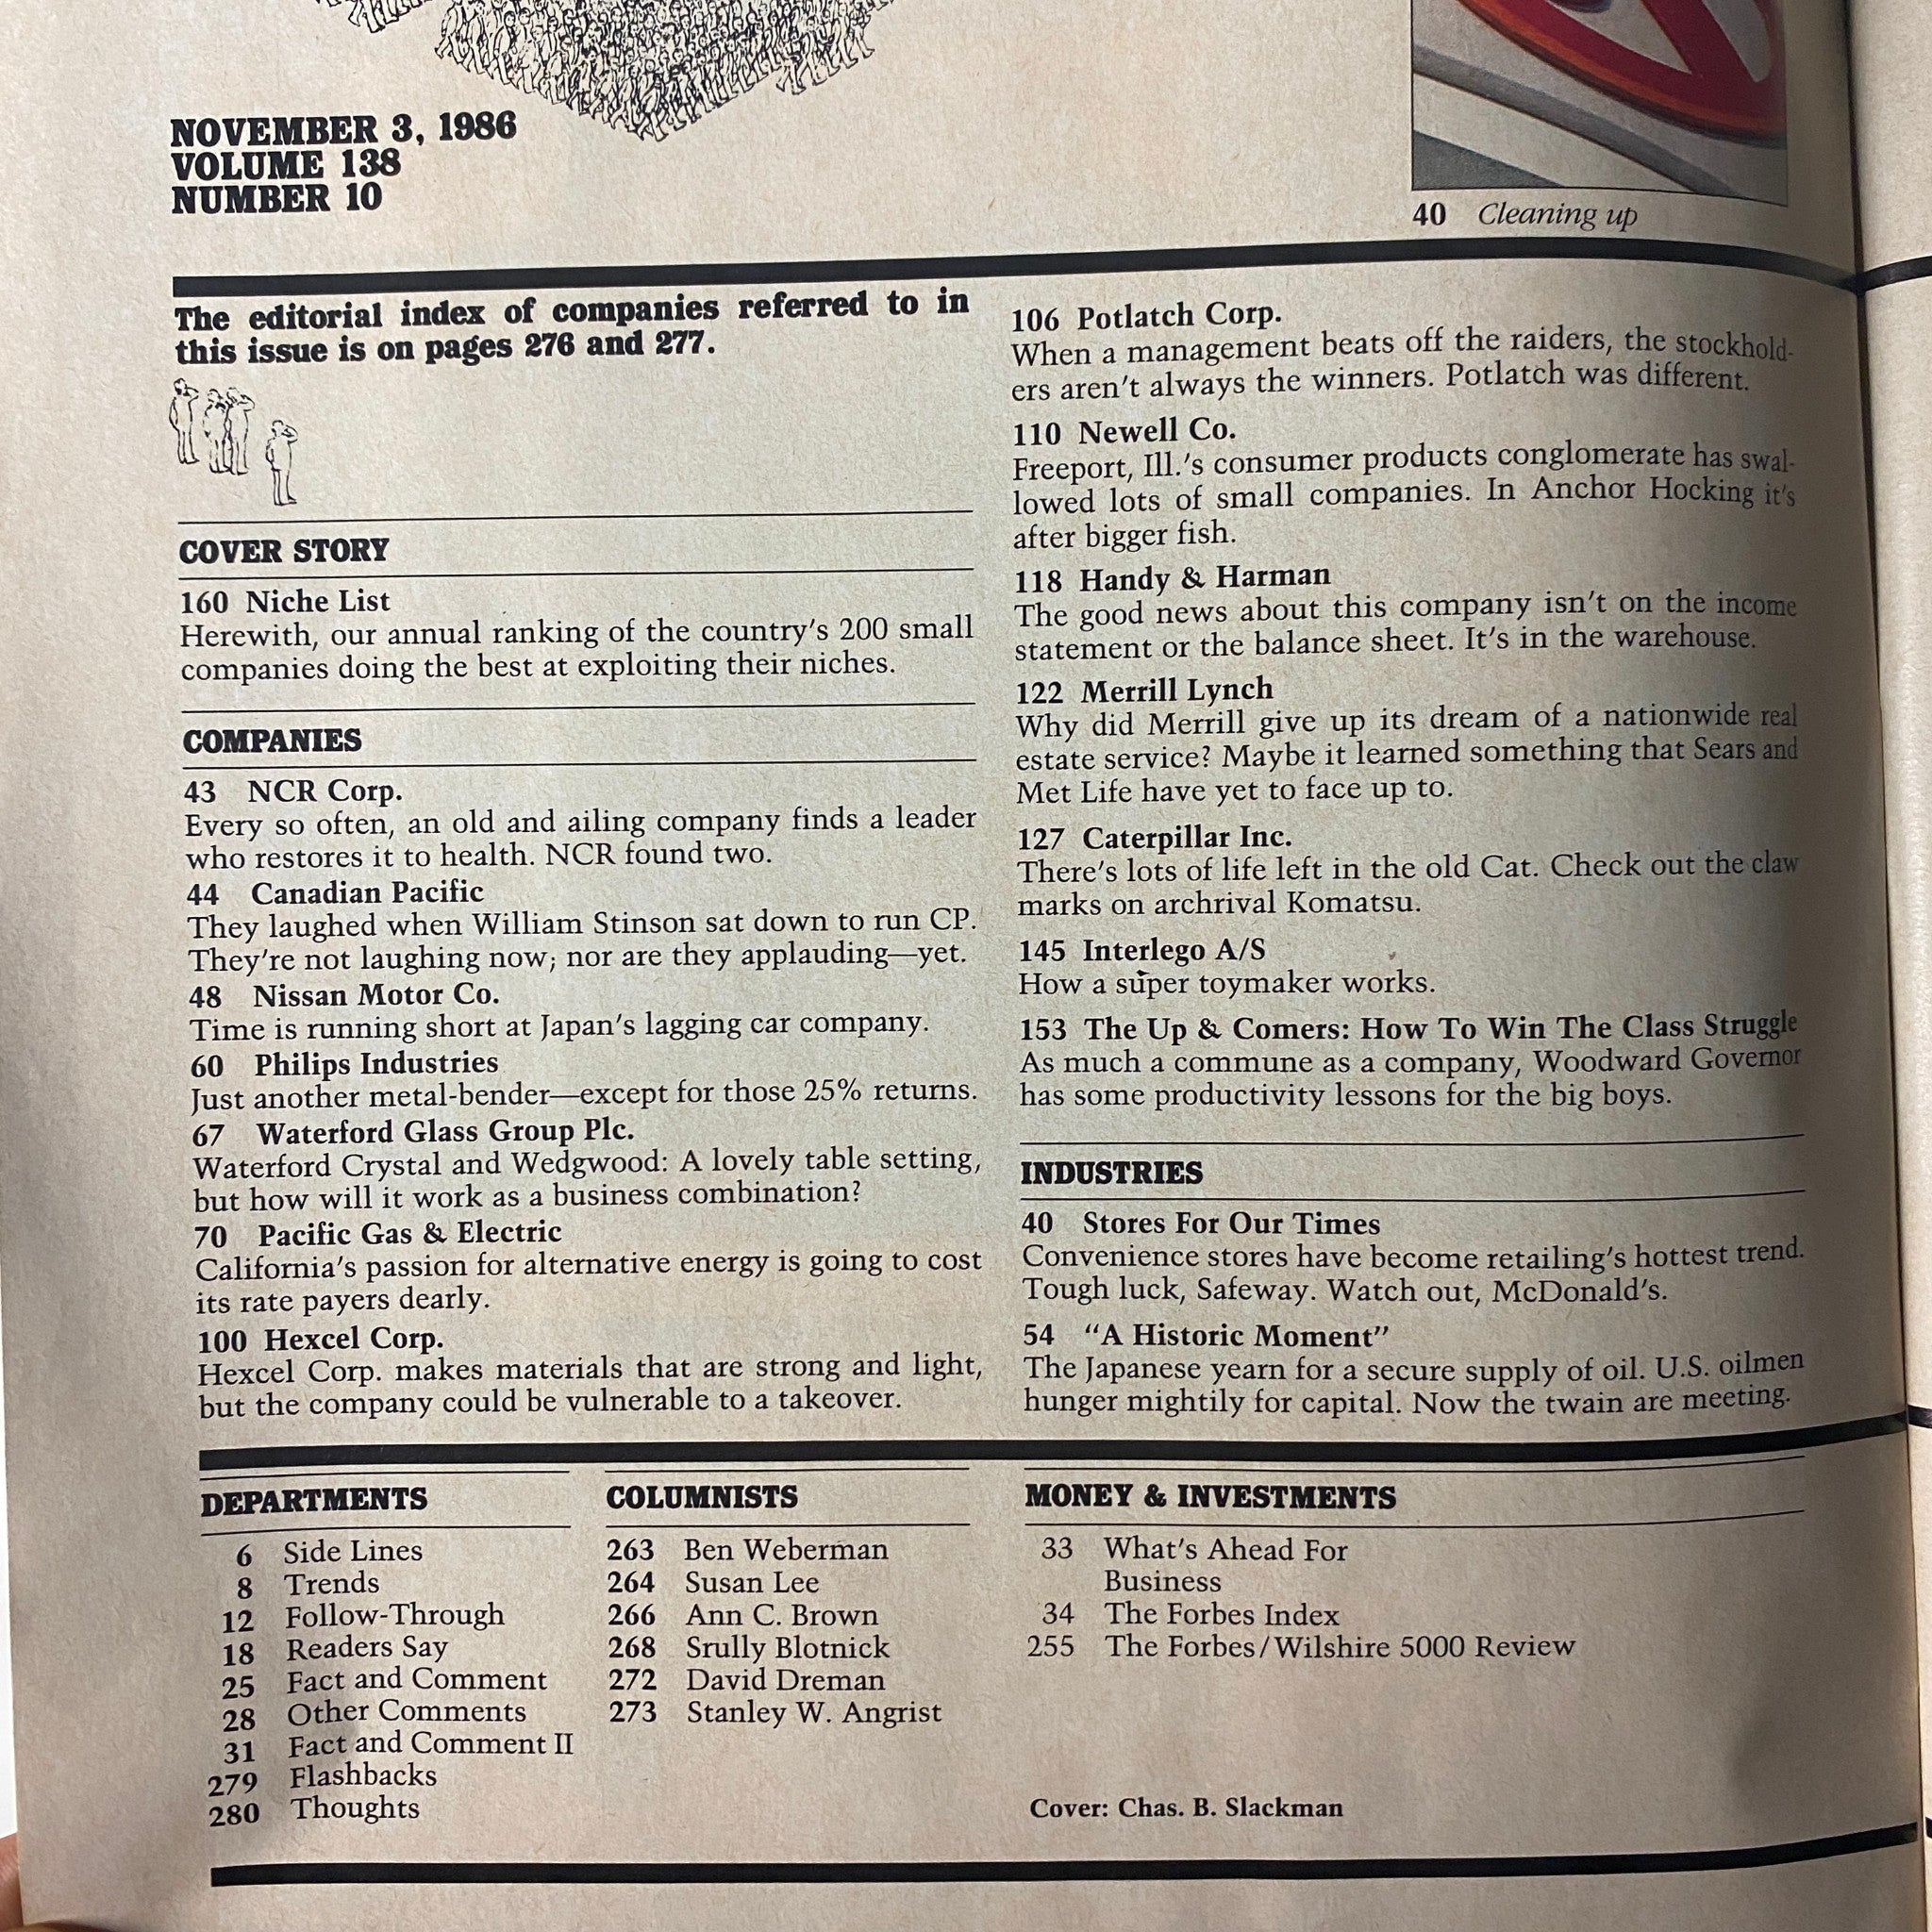 NOVEMBER 3, 1986
VOLUME 138
NUMBER 10
40 Cleaning up
The editorial index of companies referred to in
this issue is on pages 276 and 277.
COVER STORY
160 Niche List
Herewith, our annual ranking of the country's 200 small
companies doing the best at exploiting their niches.
COMPANIES
43 NCR Corp.
Every so often, an old and ailing company finds a leader
who restores it to health. NCR found two.
44 Canadian Pacific
They laughed when William Stinson sat down to run CP.
They're not laughing now; nor are they applauding—yet.
48 Nissan Motor Co.
Time is running short at Japan's lagging car company.
60 Philips Industries
Just another metal-bender—except for those 25% returns.
67 Waterford Glass Group Plc.
Waterford Crystal and Wedgwood: A lovely table setting,
but how will it work as a business combination?
70 Pacific Gas & Electric
California's passion for alternative energy is going to cost
its rate payers dearly.
100 Hexcel Corp.
Hexcel Corp. makes materials that are strong and light,
but the company could be vulnerable to a takeover.
106 Potlatch Corp.
When a management beats off the raiders, the stockhold-
ers aren't always the winners. Potlatch was different.
110 Newell Co.
Freeport, Ill.'s consumer products conglomerate has swal-
lowed lots of small companies. In Anchor Hocking it's
after bigger fish.
118 Handy & Harman
The good news about this company isn't on the income
statement or the balance sheet. It's in the warehouse.
122 Merrill Lynch
Why did Merrill give up its dream of a nationwide real
estate service? Maybe it learned something that Sears and
Met Life have yet to face up to.
127 Caterpillar Inc.
There's lots of life left in the old Cat. Check out the claw
marks on archrival Komatsu.
145 Interlego A/S
How a super toymaker works.
153 The Up & Comers: How To Win The Class Struggle
As much a commune as a company, Woodward Governor
has some productivity lessons for the big boys.
INDUSTRIES
40 Stores For Our Times
Convenience stores have become retailing's hottest trend.
Tough luck, Safeway. Watch out, McDonald's.
54 "A Historic Moment"
The Japanese yearn for a secure supply of oil. U.S. oilmen
hunger mightily for capital. Now the twain are meeting.
DEPARTMENTS
6 Side Lines
8 Trends
12 Follow-Through
18 Readers Say
25 Fact and Comment
28 Other Comments
31 Fact and Comment II
279 Flashbacks
280 Thoughts
COLUMNISTS
263 Ben Weberman
264 Susan Lee
266 Ann C. Brown
268 Srully Blotnick
272 David Dreman
273 Stanley W. Angrist
MONEY & INVESTMENTS
33 What's Ahead For
Business
34 The Forbes Index
255 The Forbes/Wilshire 5000 Review
Cover: Chas. B. Slackman